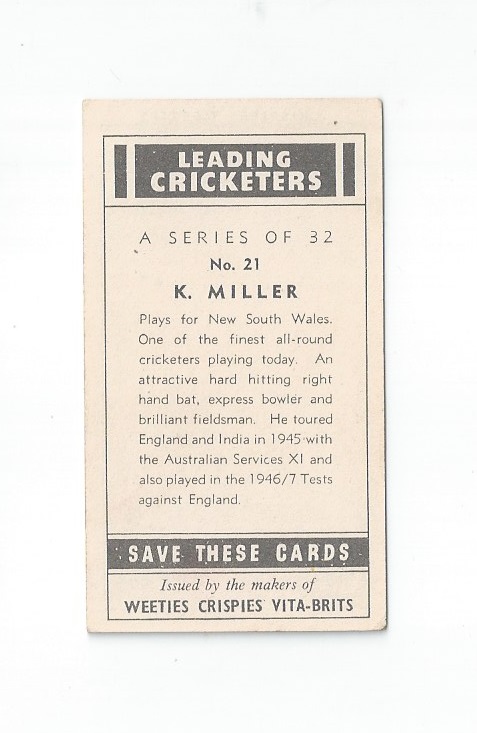 LEADING
CRICKETERS
A SERIES OF 32
No. 21
K. MILLER
Plays for New South Wales.
One of the finest all-round
cricketers playing today. An
attractive hard hitting right
hand bat, express bowler and
brilliant fieldsman. He toured
England and India in 1945 with
the Australian Services XI and
also played in the 1946/7 Tests
against England.
SAVE THESE CARDS
Issued by the makers of
WEETIES CRISPIES VITA-BRITS